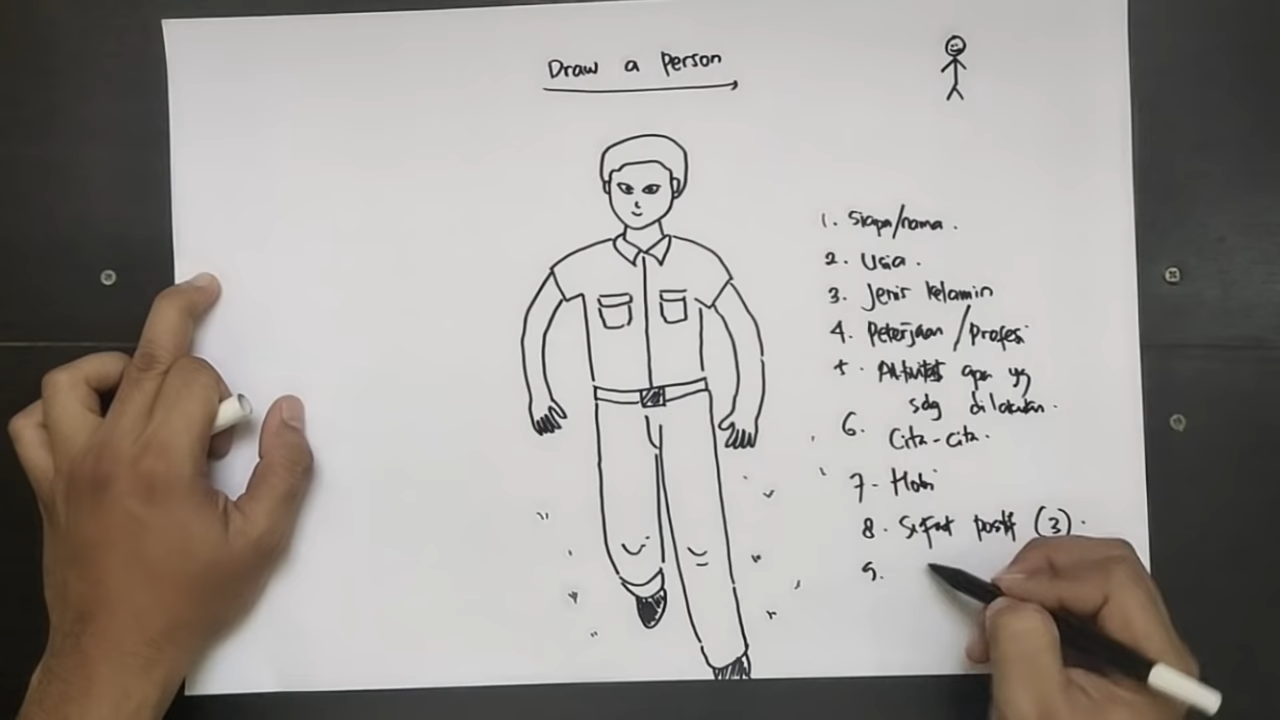 Draw a Person
1. Siapa/nama.
2. Usia.
3. Jenis kelamin
4. Pekerjaan/Profesi
5. Aktivitas apa yg
sdg dilakukan.
6. Cita-cita.
7. Hobi
8. Sifat positif (3).
9.